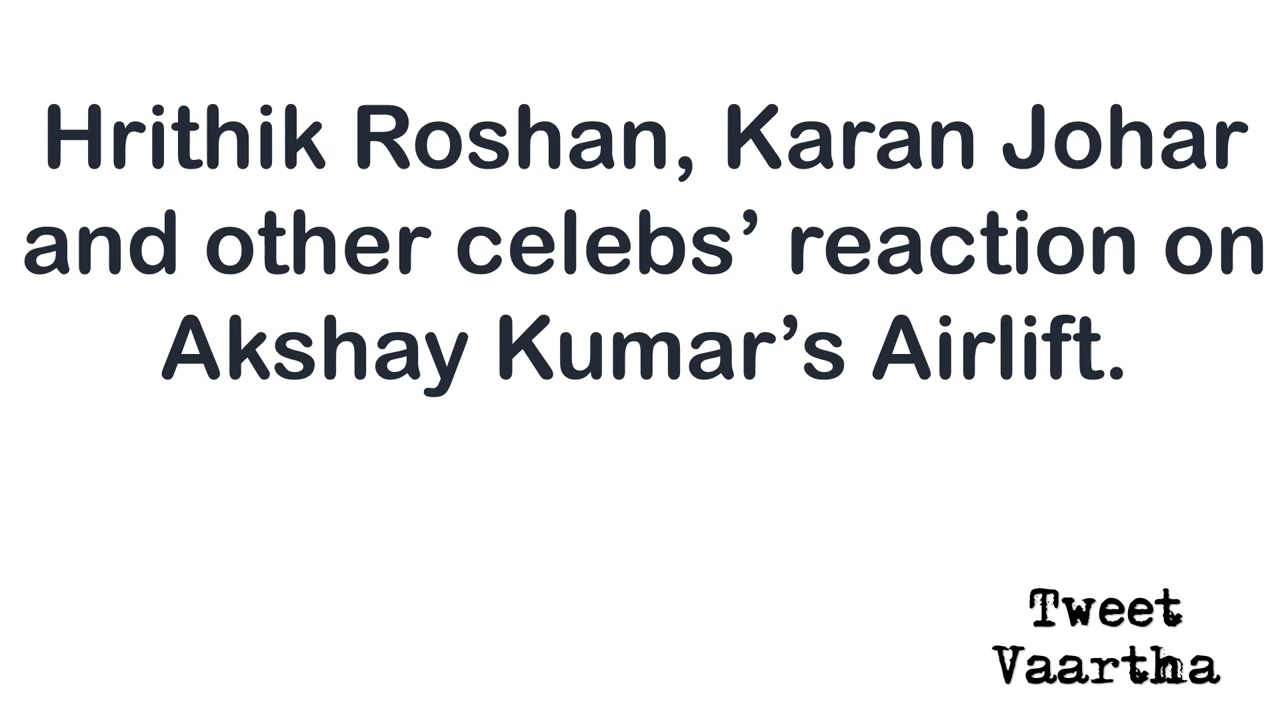 Hrithik Roshan, Karan Johar
and other celebs’ reaction on
Akshay Kumar’s Airlift.
Tweet
Vaartha